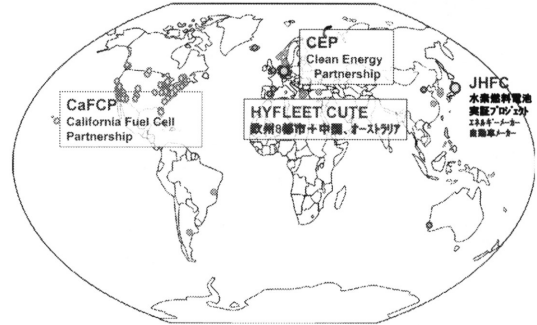 CEP
Clean Energy
Partnership
CaFCP
California Fuel Cell
Partnership
HYFLEET CUTE
欧州9都市+中国、オーストラリア
JHFC
水素燃料電池
実証プロジェクト
エネルギーメーカー
自動車メーカー